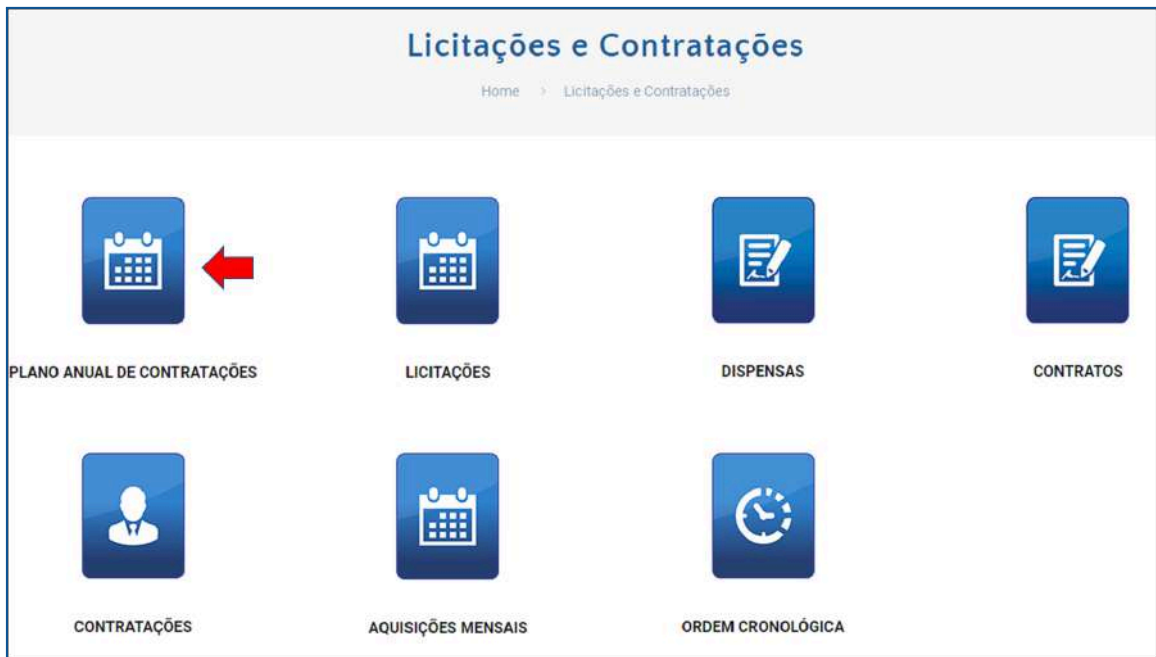 Licitações e Contratações
Home > Licitações e Contratações
PLANO ANUAL DE CONTRATAÇÕES
LICITAÇÕES
DISPENSAS
CONTRATOS
CONTRATAÇÕES
AQUISIÇÕES MENSAIS
ORDEM CRONOLÓGICA